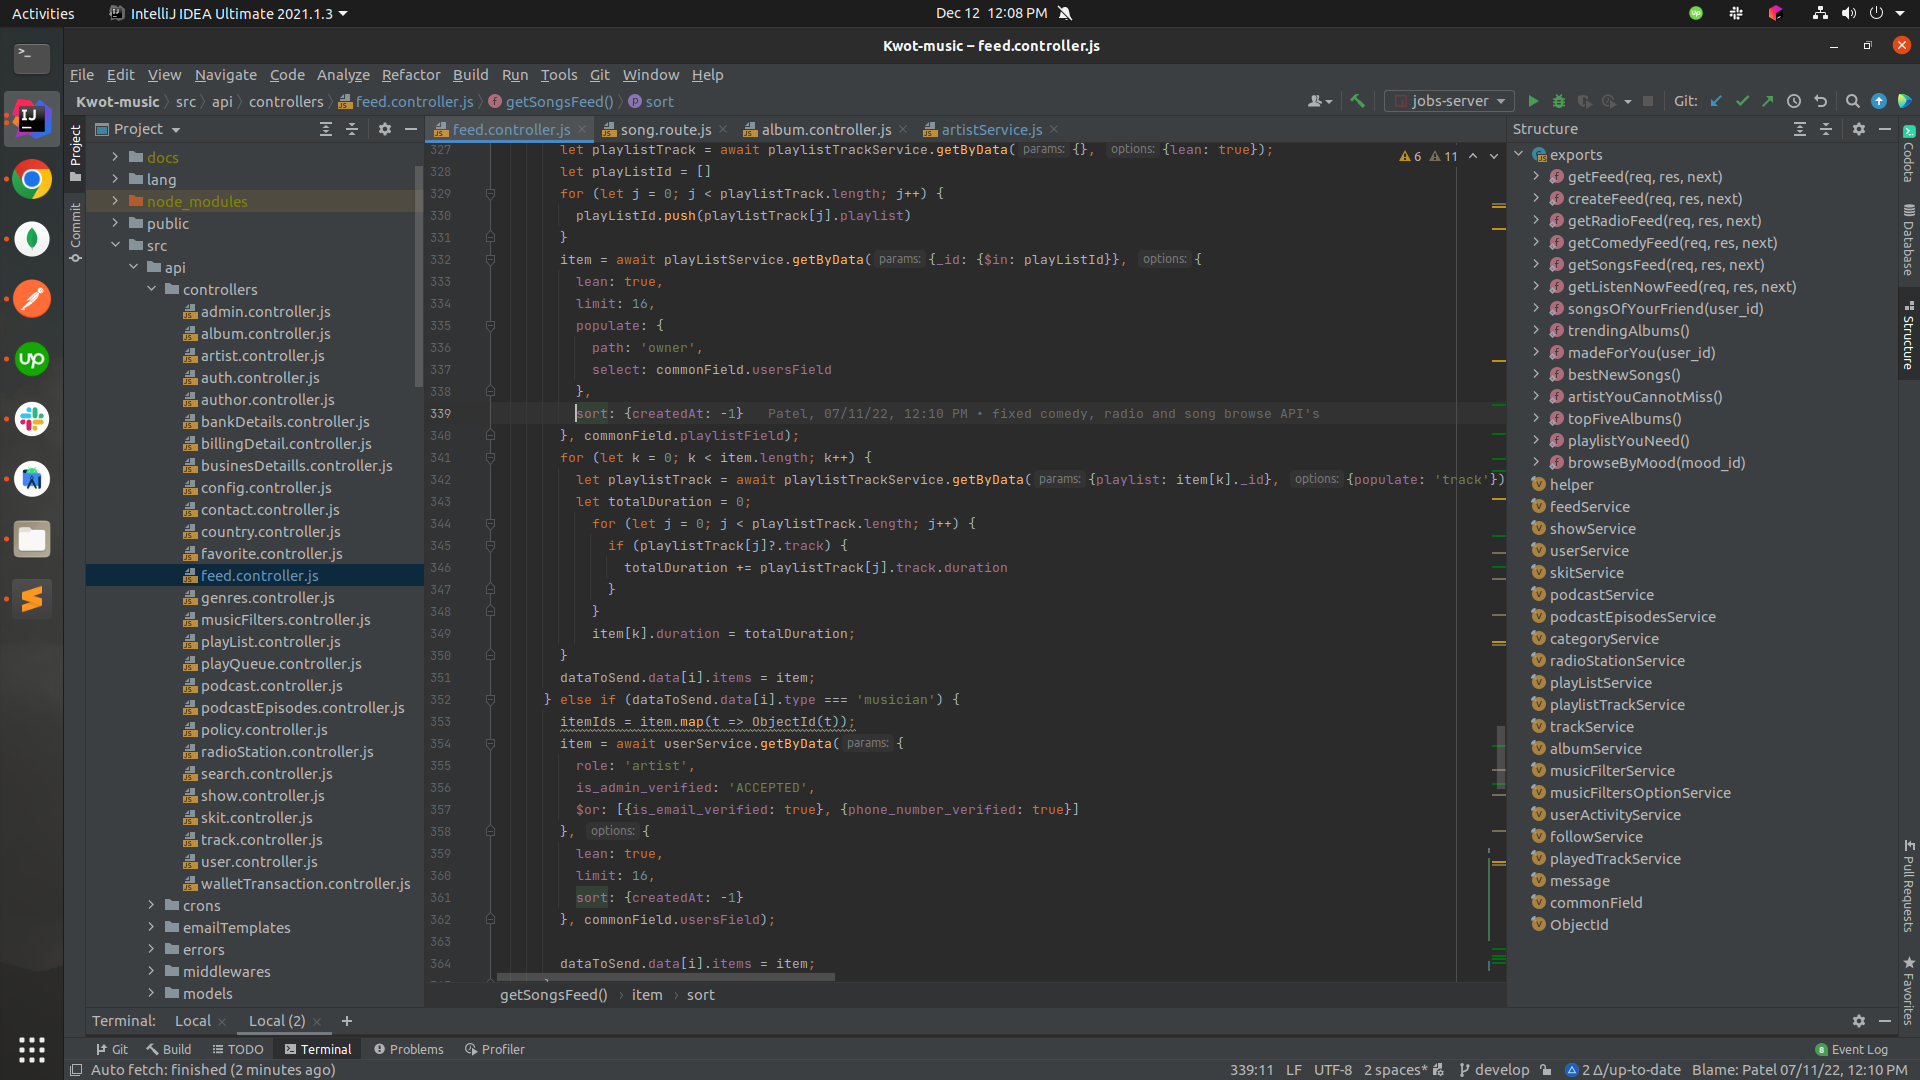 Activities
IntelliJ IDEA Ultimate 2021.1.3
Dec 12 12:08 PM
Kwot-music – feed.controller.js
File Edit View Navigate Code Analyze Refactor Build Run Tools Git Window Help
Kwot-music src api controllers feed.controller.js getSongsFeed() sort
jobs-server
Git:
Project
feed.controller.js song.route.js album.controller.js artistService.js
Structure
Project
Commit
docs
lang
node_modules
public
src
api
controllers
admin.controller.js
album.controller.js
artist.controller.js
auth.controller.js
author.controller.js
bankDetails.controller.js
billingDetail.controller.js
businesDetaills.controller.js
config.controller.js
contact.controller.js
country.controller.js
favorite.controller.js
feed.controller.js
genres.controller.js
musicFilters.controller.js
playList.controller.js
playQueue.controller.js
podcast.controller.js
podcastEpisodes.controller.js
policy.controller.js
radioStation.controller.js
search.controller.js
show.controller.js
skit.controller.js
track.controller.js
user.controller.js
walletTransaction.controller.js
crons
emailTemplates
errors
middlewares
models
327 let playlistTrack = await playlistTrackService.getByData( params: {}, options: {lean: true});
328 let playListId = []
329 for (let j = 0; j < playlistTrack.length; j++) {
330 playListId.push(playlistTrack[j].playlist)
331 }
332 item = await playListService.getByData( params: {_id: {$in: playListId}}, options: {
333 lean: true,
334 limit: 16,
335 populate: {
336 path: 'owner',
337 select: commonField.usersField
338 },
339 sort: {createdAt: -1} Patel, 07/11/22, 12:10 PM • fixed comedy, radio and song browse API's
340 }, commonField.playlistField);
341 for (let k = 0; k < item.length; k++) {
342 let playlistTrack = await playlistTrackService.getByData( params: {playlist: item[k]._id}, options: {populate: 'track'})
343 let totalDuration = 0;
344 for (let j = 0; j < playlistTrack.length; j++) {
345 if (playlistTrack[j]?.track) {
346 totalDuration += playlistTrack[j].track.duration
347 }
348 }
349 item[k].duration = totalDuration;
350 }
351 dataToSend.data[i].items = item;
352 } else if (dataToSend.data[i].type === 'musician') {
353 itemIds = item.map(t => ObjectId(t));
354 item = await userService.getByData( params: {
355 role: 'artist',
356 is_admin_verified: 'ACCEPTED',
357 $or: [{is_email_verified: true}, {phone_number_verified: true}]
358 }, options: {
359 lean: true,
360 limit: 16,
361 sort: {createdAt: -1}
362 }, commonField.usersField);
363
364 dataToSend.data[i].items = item;
6 11
getSongsFeed() item sort
exports
getFeed(req, res, next)
createFeed(req, res, next)
getRadioFeed(req, res, next)
getComedyFeed(req, res, next)
getSongsFeed(req, res, next)
getListenNowFeed(req, res, next)
songsOfYourFriend(user_id)
trendingAlbums()
madeForYou(user_id)
bestNewSongs()
artistYouCannotMiss()
topFiveAlbums()
playlistYouNeed()
browseByMood(mood_id)
helper
feedService
showService
userService
skitService
podcastService
podcastEpisodesService
categoryService
radioStationService
playListService
playlistTrackService
trackService
albumService
musicFilterService
musicFiltersOptionService
userActivityService
followService
playedTrackService
message
commonField
ObjectId
Codota
Database
Structure
Pull Requests
Favorites
Terminal: Local Local (2)
Git Build TODO Terminal Problems Profiler
8 Event Log
Auto fetch: finished (2 minutes ago)
339:11 LF UTF-8 2 spaces* develop 2 Δ/up-to-date Blame: Patel 07/11/22, 12:10 PM